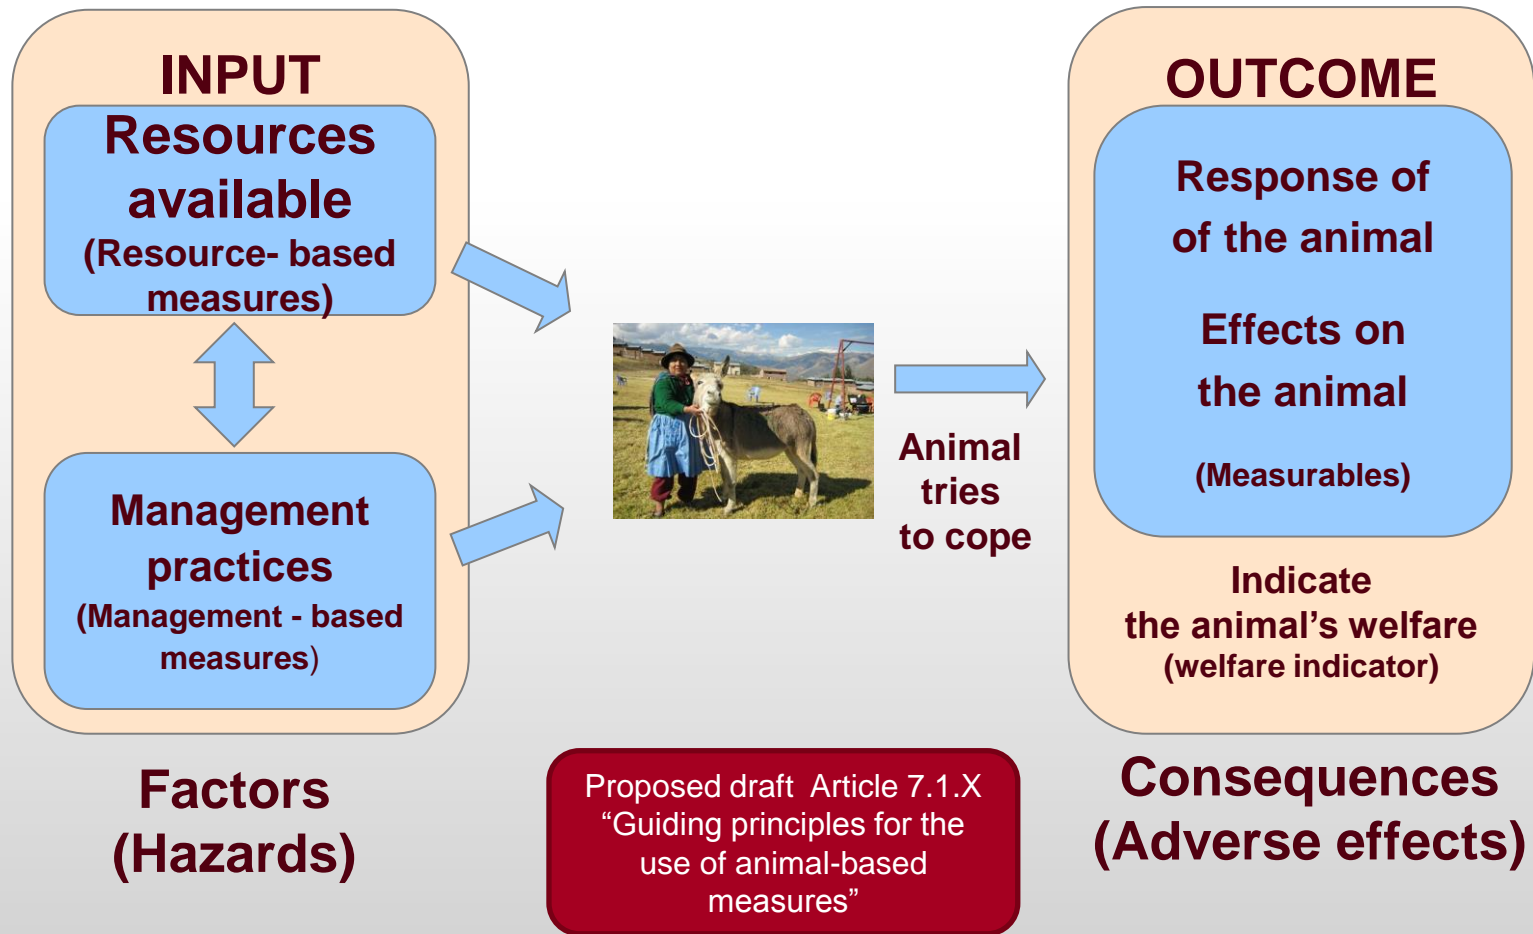 INPUT
Resources
available
(Resource- based
measures)
Management
practices
(Management - based
measures)
Factors
(Hazards)
Animal
tries
to cope
Proposed draft  Article 7.1.X
“Guiding principles for the
use of animal-based
measures”
OUTCOME
Response of
of the animal
Effects on
the animal
(Measurables)
Indicate
the animal’s welfare
(welfare indicator)
Consequences
(Adverse effects)